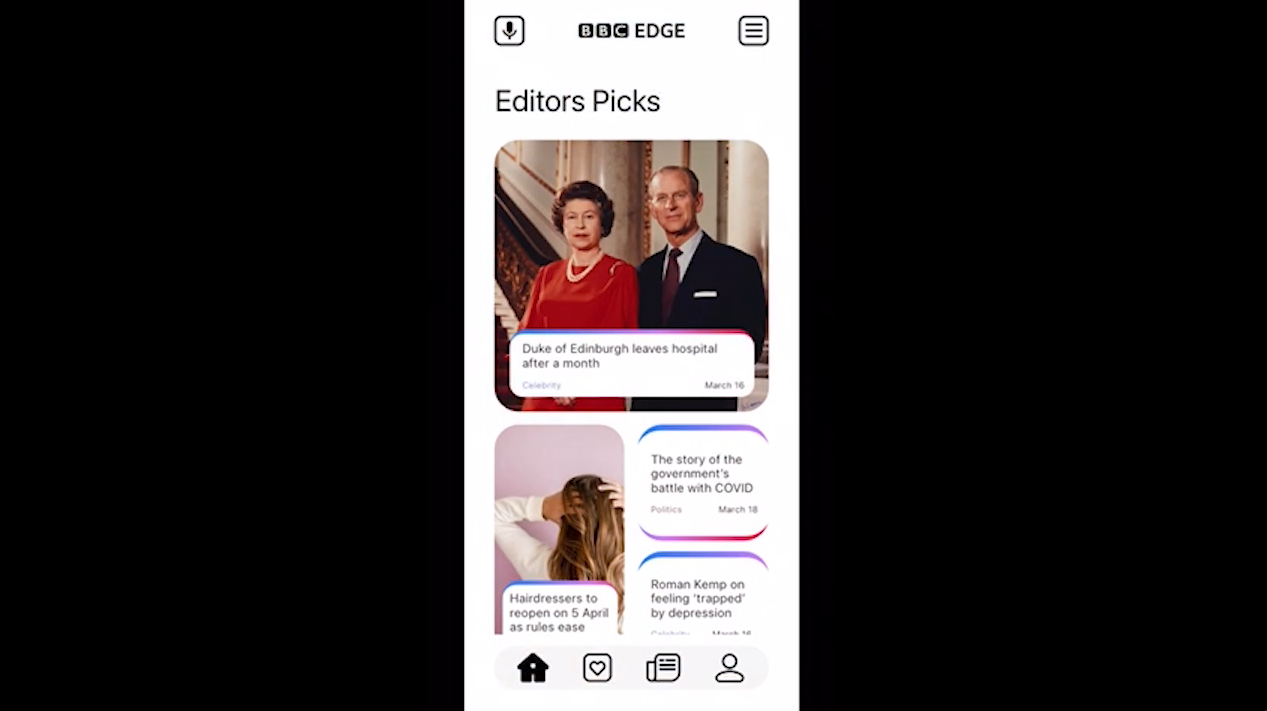 BBC EDGE
Editors Picks
Duke of Edinburgh leaves hospital
after a month
Celebrity March 16
The story of the
government's
battle with COVID
Politics March 18
Hairdressers to
reopen on 5 April
as rules ease
Roman Kemp on
feeling ‘trapped’
by depression
Celebrity March 16